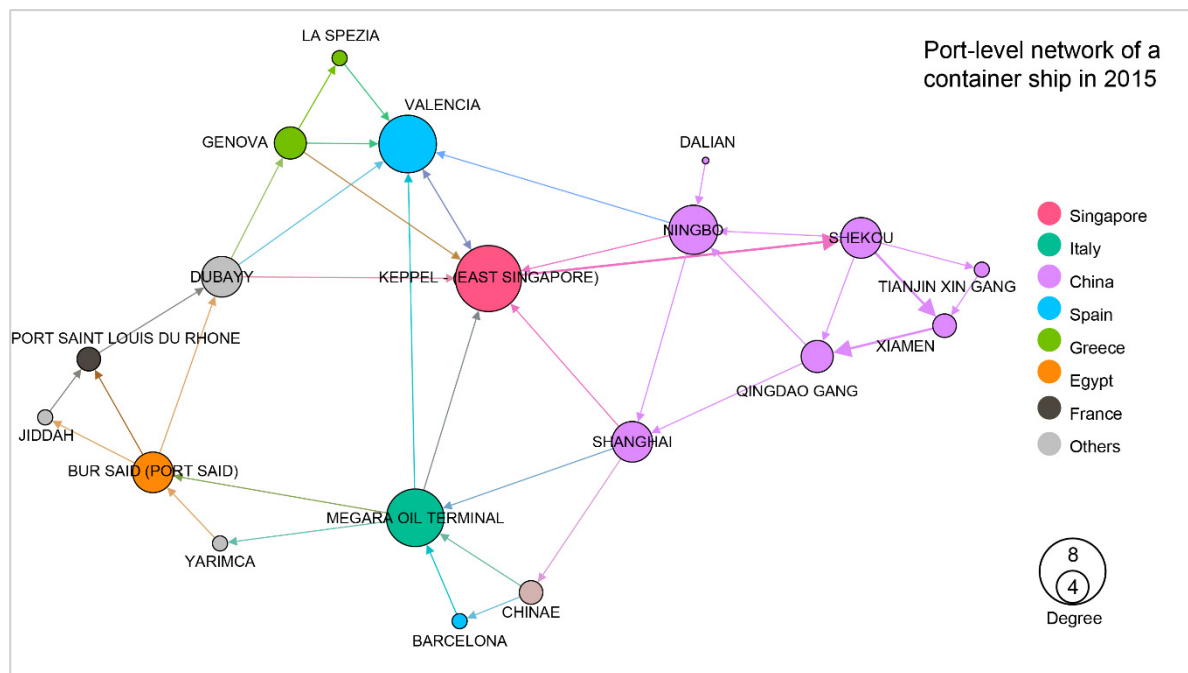 LA SPEZIA
Port-level network of a
container ship in 2015
VALENCIA
GENOVA
DALIAN
Singapore
NINGBO
SHEKOU
Italy
DUBAYY
KEPPEL - (EAST SINGAPORE)
China
TIANJIN XIN GANG
Spain
PORT SAINT LOUIS DU RHONE
XIAMEN
Greece
QINGDAO GANG
Egypt
France
JIDDAH
SHANGHAI
Others
BUR SAID (PORT SAID)
MEGARA OIL TERMINAL
YARIMCA
8
4
CHINAE
Degree
BARCELONA